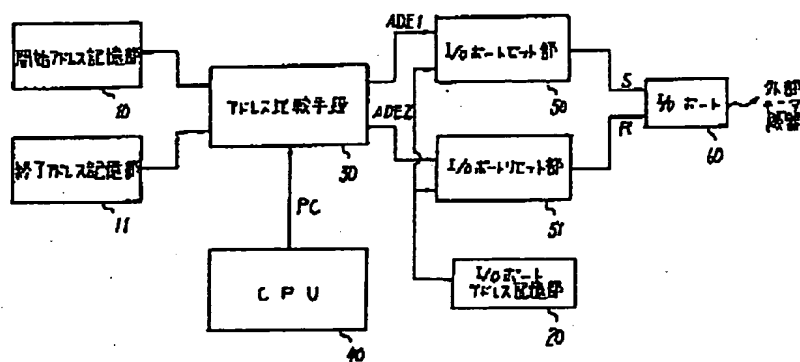 開始アドレス記憶部
10
終了アドレス記憶部
11
アドレス比較手段
30
PC
CPU
40
ADE1
ADE2
I/Oポートセット部
50
I/Oポートリセット部
51
I/Oポート
アドレス記憶部
20
S
R
I/Oポート
60
外部